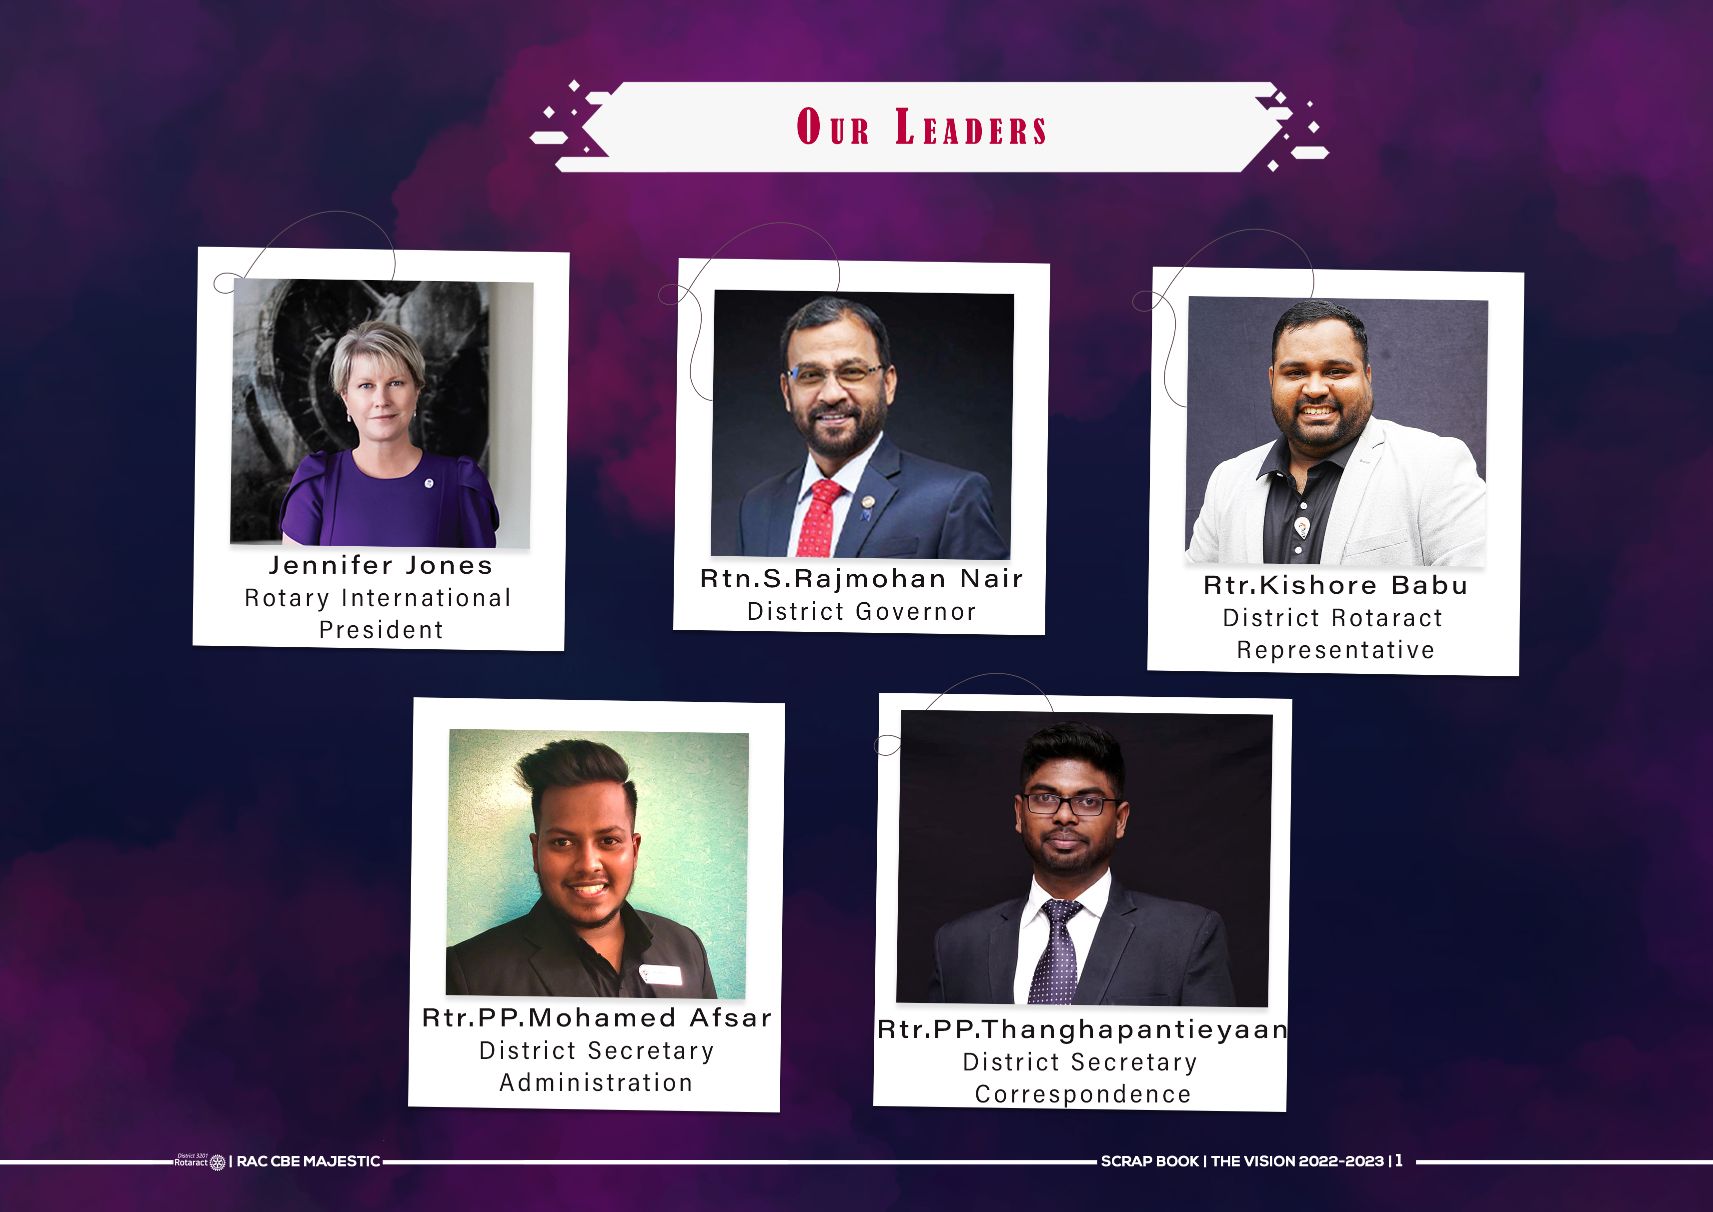 OUR LEADERS
Jennifer Jones
Rotary International
President
Rtn.S.Rajmohan Nair
District Governor
Rtr.Kishore Babu
District Rotaract
Representative
Rtr.PP.Mohamed Afsar
District Secretary
Administration
Rtr.PP.Thanghapantieyaan
District Secretary
Correspondence
District 3201
Rotaract | RAC CBE MAJESTIC
SCRAP BOOK | THE VISION 2022-2023 | 1